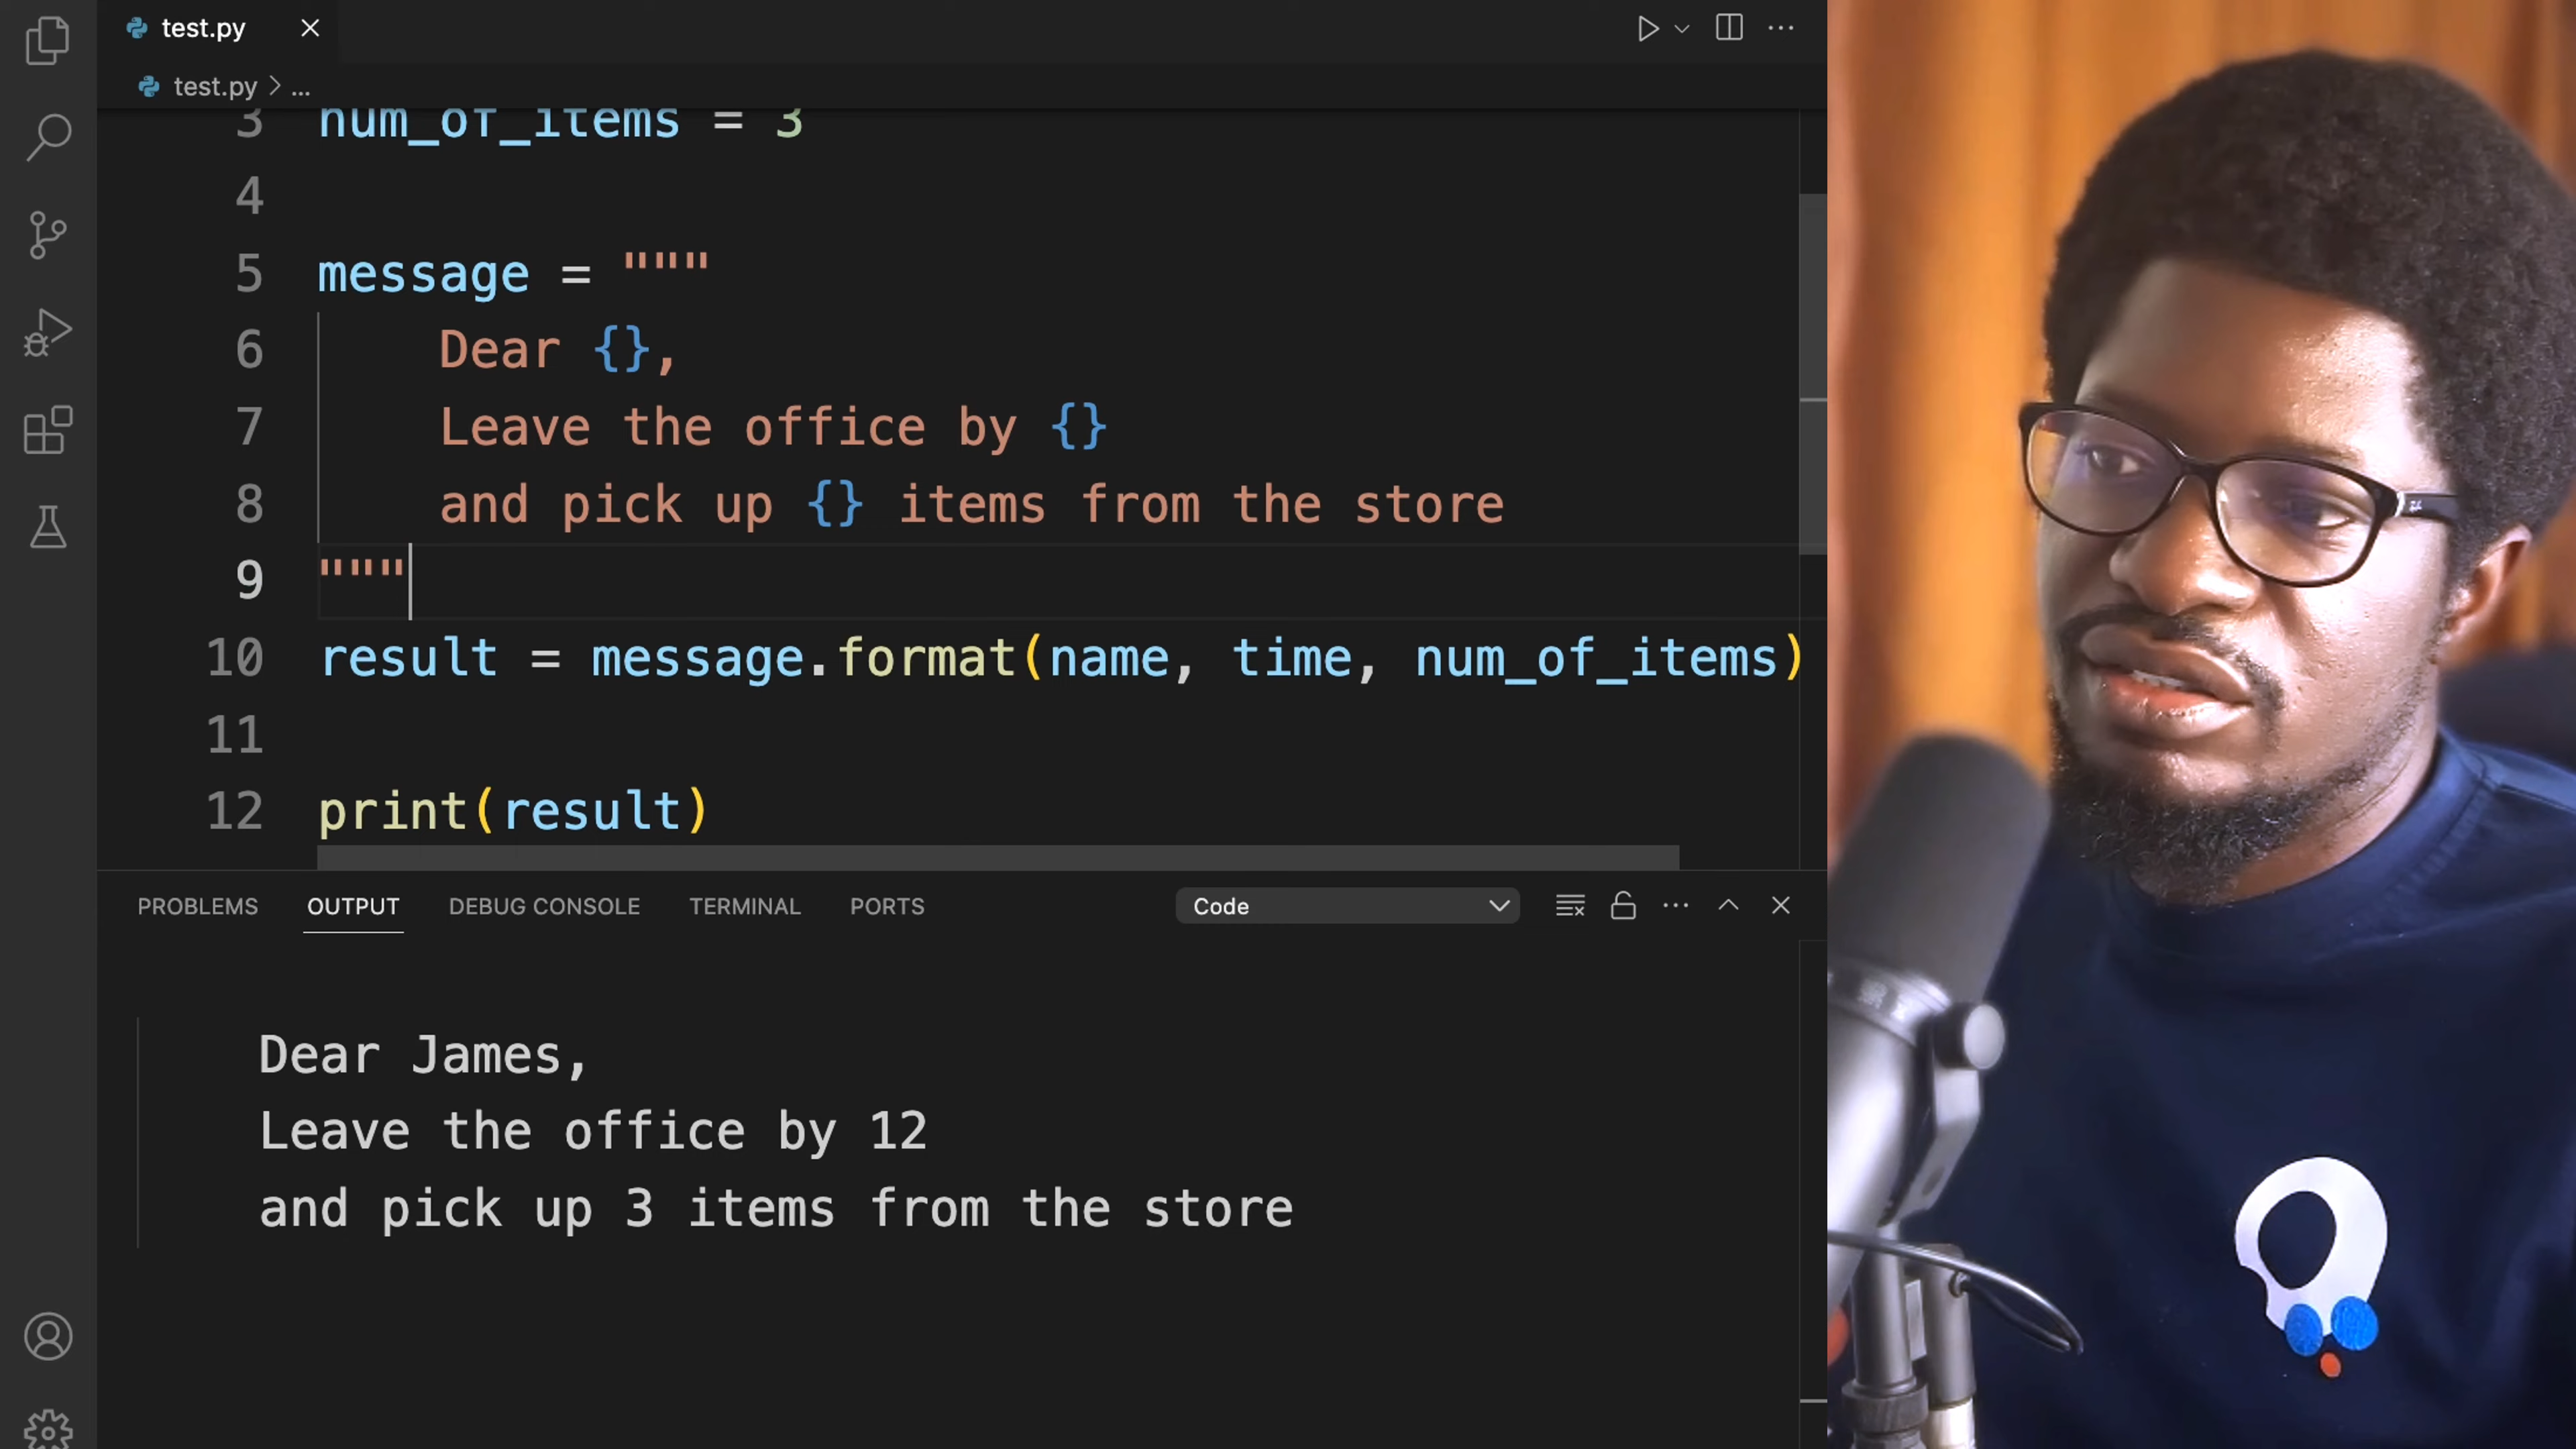 test.py
test.py > ...
3 num_of_items = 3
4
5 message = """
6 Dear {},
7 Leave the office by {}
8 and pick up {} items from the store
9 """
10 result = message.format(name, time, num_of_items)
11
12 print(result)
PROBLEMS OUTPUT DEBUG CONSOLE TERMINAL PORTS Code
Dear James,
Leave the office by 12
and pick up 3 items from the store